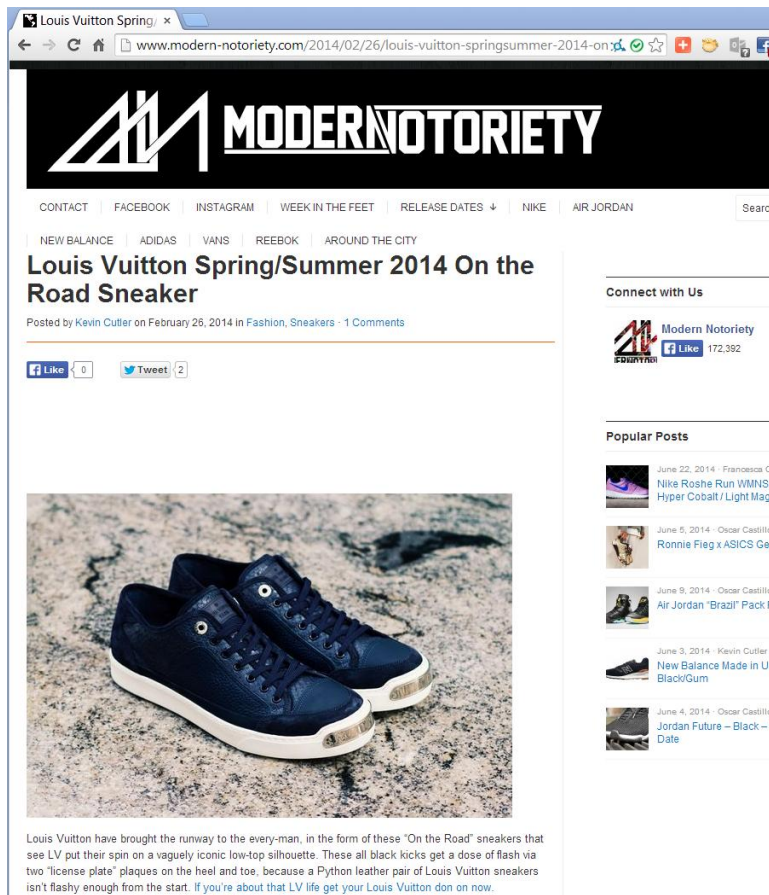 Louis Vuitton Spring/
www.modern-notoriety.com/2014/02/26/louis-vuitton-springsummer-2014-on
MODERN NOTORIETY
CONTACT FACEBOOK INSTAGRAM WEEK IN THE FEET RELEASE DATES NIKE AIR JORDAN
Searc
NEW BALANCE ADIDAS VANS REEBOK AROUND THE CITY
Louis Vuitton Spring/Summer 2014 On the
Road Sneaker
Posted by Kevin Cutler on February 26, 2014 in Fashion, Sneakers · 1 Comments
Like 0 Tweet 2
Louis Vuitton have brought the runway to the every-man, in the form of these "On the Road" sneakers that
see LV put their spin on a vaguely iconic low-top silhouette. These all black kicks get a dose of flash via
two "license plate" plaques on the heel and toe, because a Python leather pair of Louis Vuitton sneakers
isn't flashy enough from the start. If you're about that LV life get your Louis Vuitton don on now.
Connect with Us
Modern Notoriety
Like 172,392
Popular Posts
June 22, 2014 · Francesca C
Nike Roshe Run WMNS
Hyper Cobalt / Light Mag
June 5, 2014 · Oscar Castillo
Ronnie Fieg x ASICS Ge
June 9, 2014 · Oscar Castillo
Air Jordan "Brazil" Pack
June 3, 2014 · Kevin Cutler
New Balance Made in U
Black/Gum
June 4, 2014 · Oscar Castillo
Jordan Future – Black –
Date